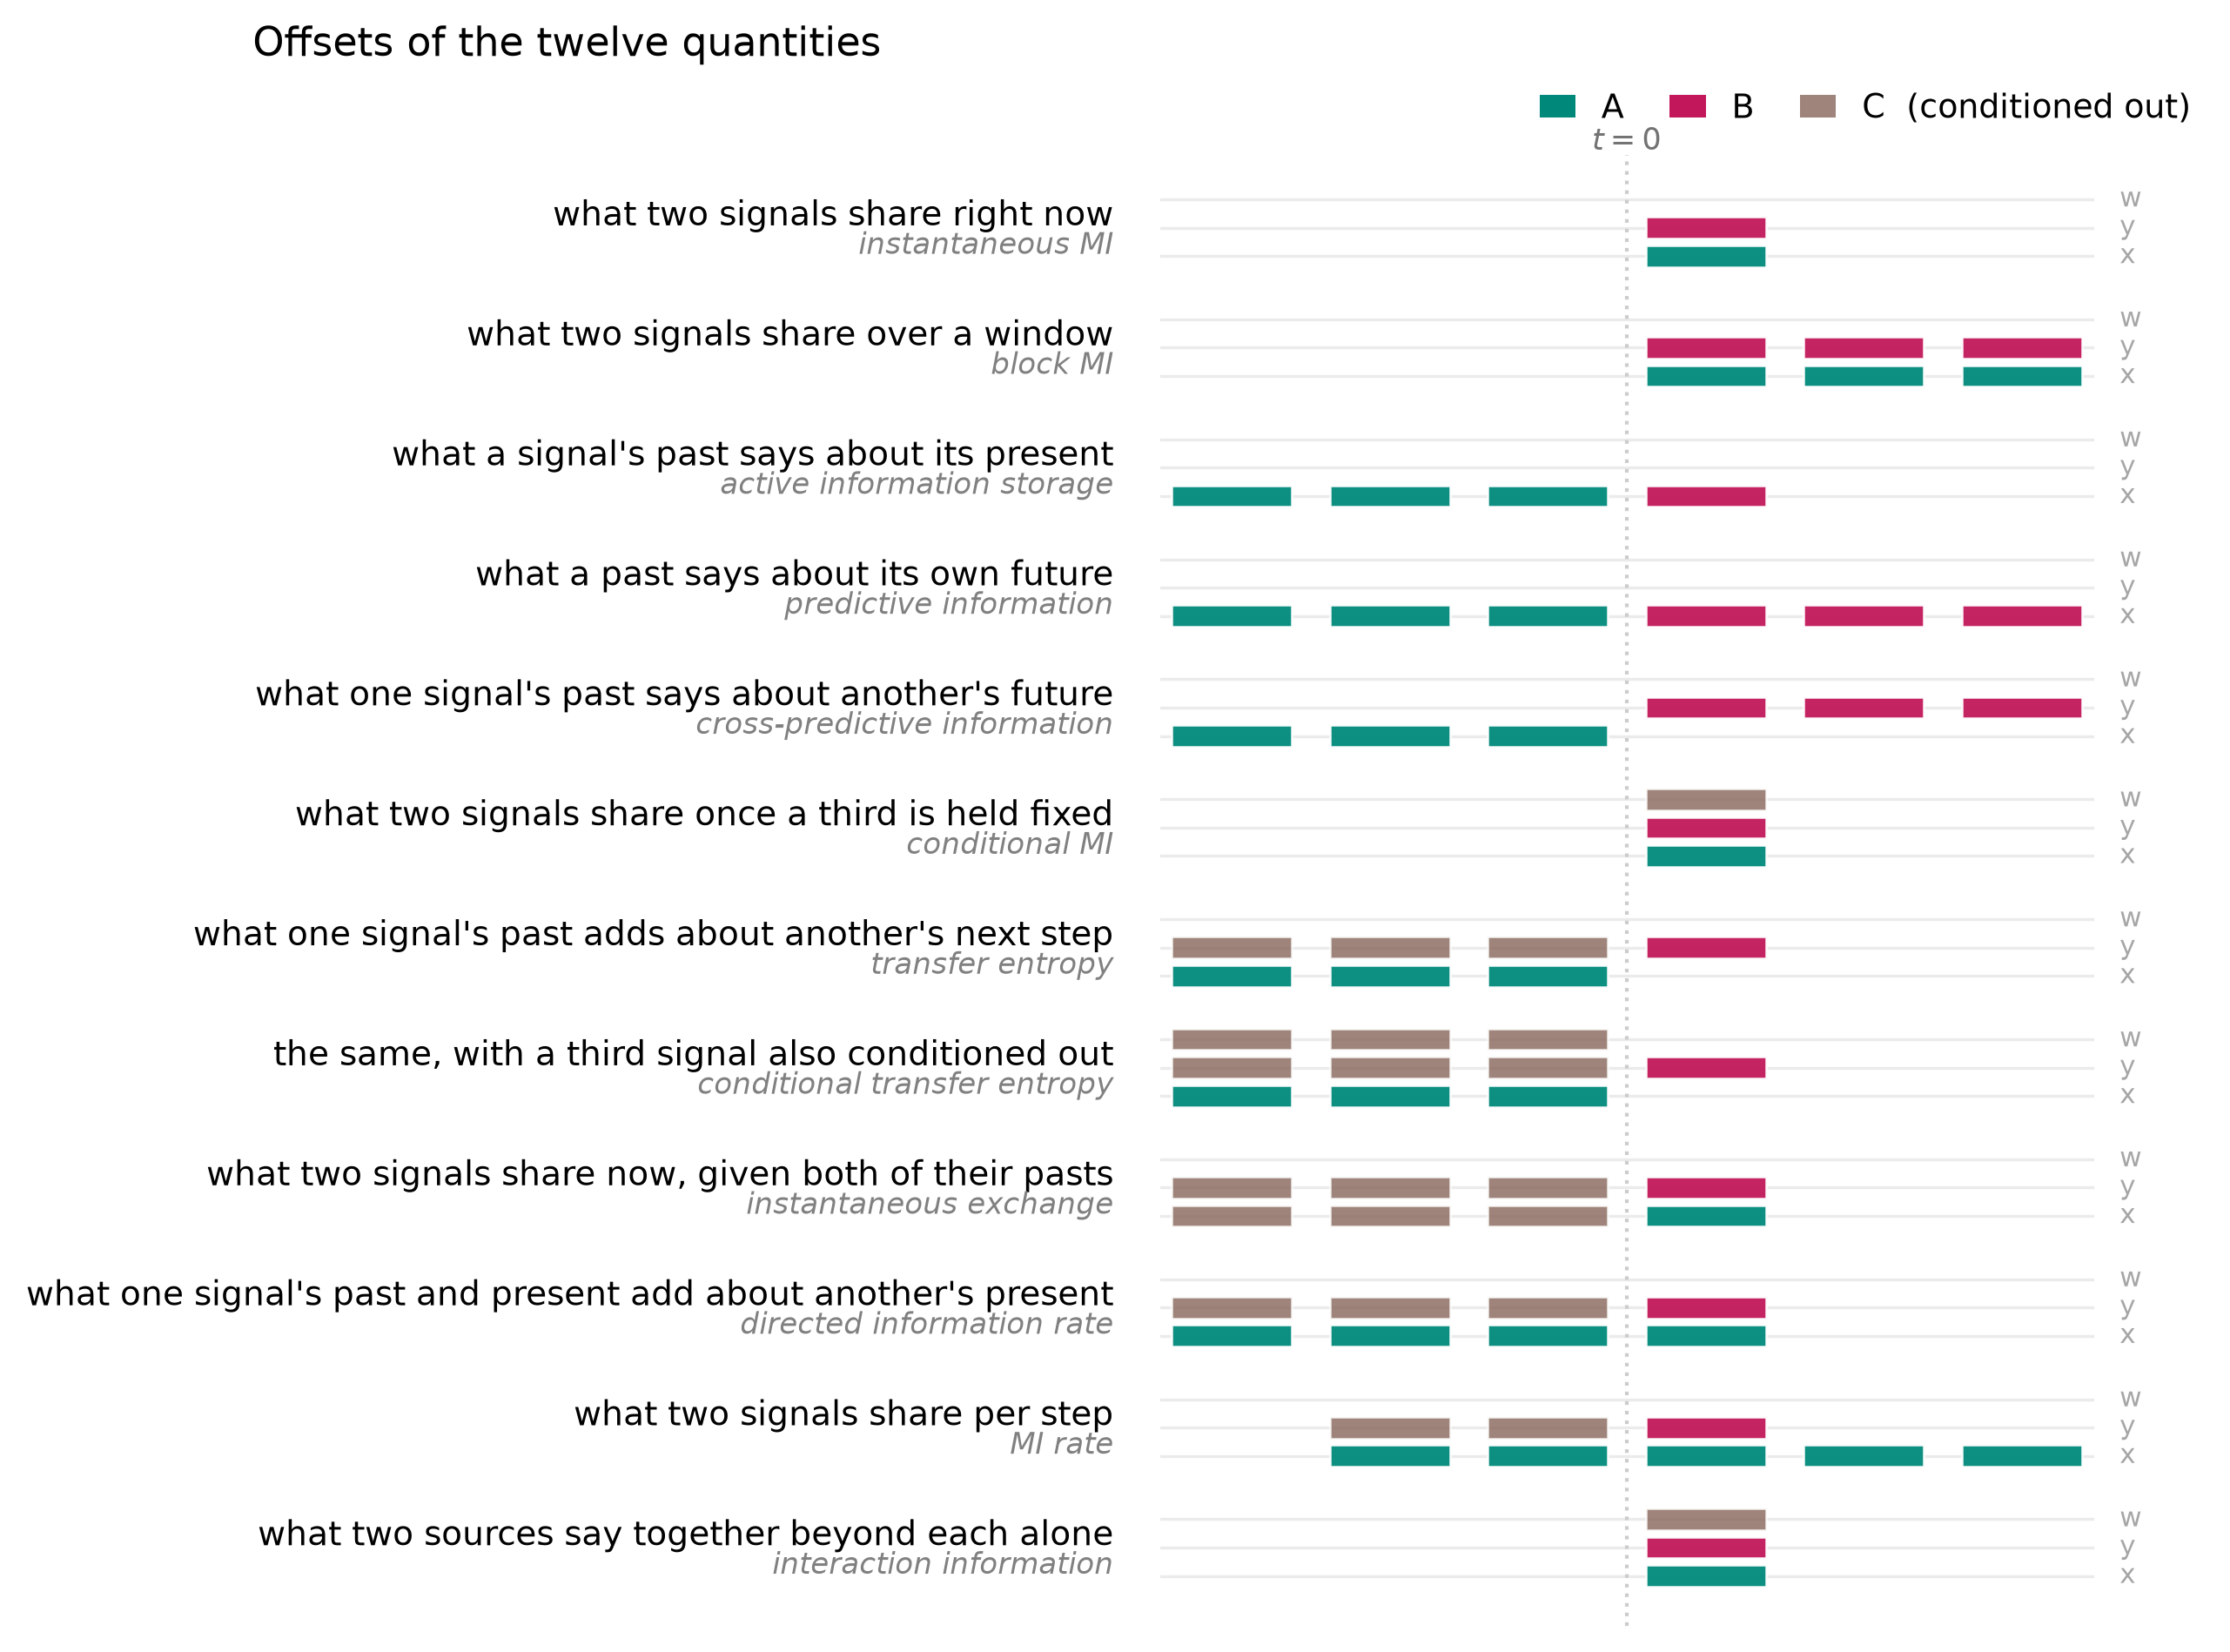 Offsets of the twelve quantities
A B C (conditioned out)
t = 0
what two signals share right now
instantaneous MI
w
y
x
what two signals share over a window
block MI
w
y
x
what a signal's past says about its present
active information storage
w
y
x
what a past says about its own future
predictive information
w
y
x
what one signal's past says about another's future
cross-predictive information
w
y
x
what two signals share once a third is held fixed
conditional MI
w
y
x
what one signal's past adds about another's next step
transfer entropy
w
y
x
the same, with a third signal also conditioned out
conditional transfer entropy
w
y
x
what two signals share now, given both of their pasts
instantaneous exchange
w
y
x
what one signal's past and present add about another's present
directed information rate
w
y
x
what two signals share per step
MI rate
w
y
x
what two sources say together beyond each alone
interaction information
w
y
x